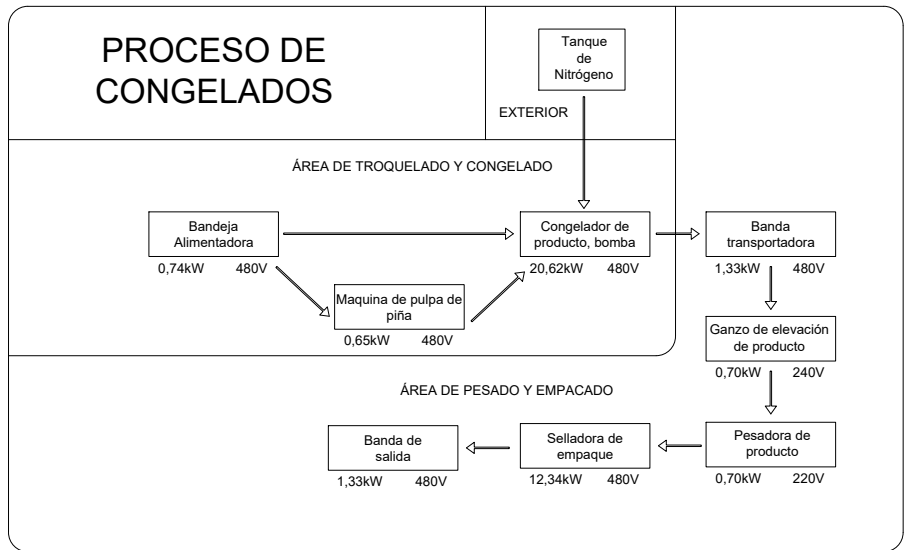 PROCESO DE
CONGELADOS
Tanque
de
Nitrógeno
EXTERIOR
ÁREA DE TROQUELADO Y CONGELADO
Bandeja
Alimentadora
0,74kW 480V
Congelador de
producto, bomba
20,62kW 480V
Banda
transportadora
1,33kW 480V
Maquina de pulpa de
piña
0,65kW 480V
Ganzo de elevación
de producto
0,70kW 240V
ÁREA DE PESADO Y EMPACADO
Banda de
salida
1,33kW 480V
Selladora de
empaque
12,34kW 480V
Pesadora de
producto
0,70kW 220V